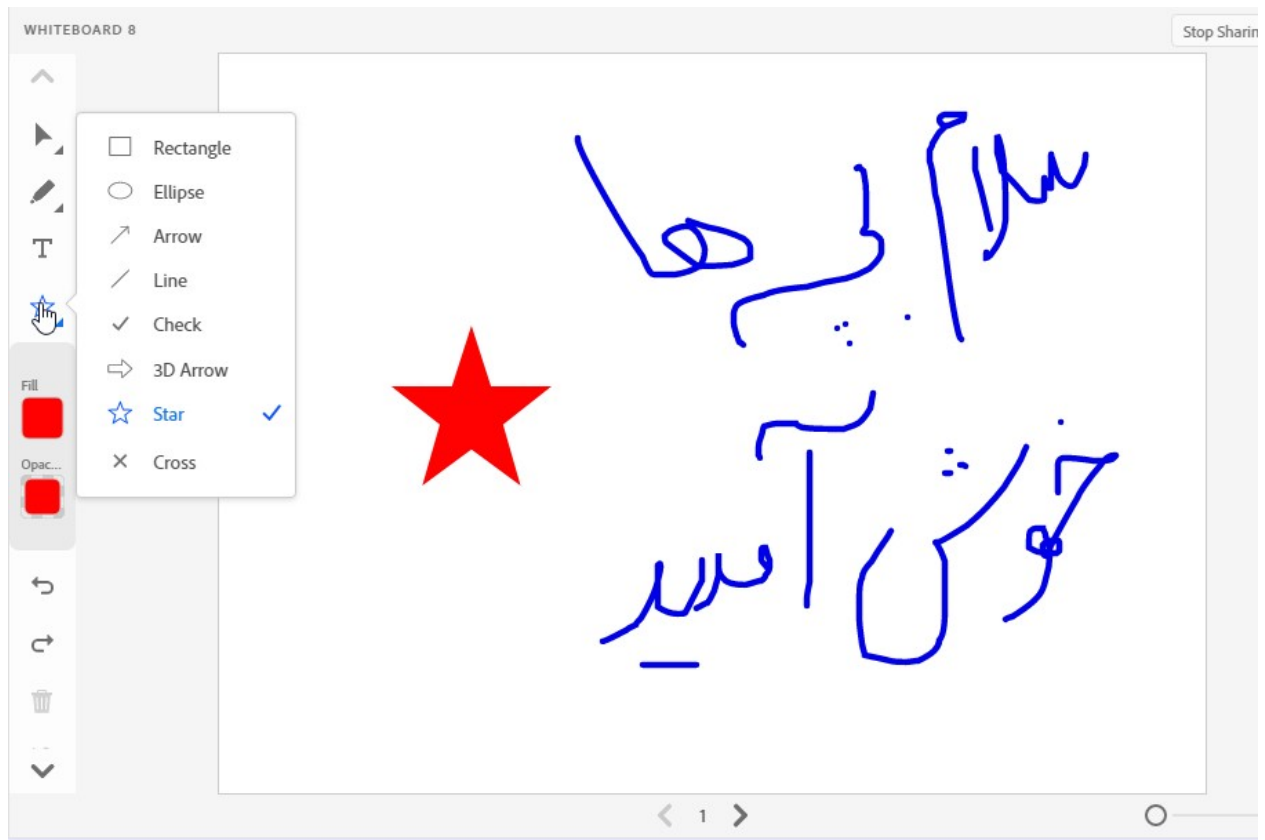 WHITEBOARD 8
Stop Sharin
Rectangle
Ellipse
Arrow
Line
Check
3D Arrow
Star
Cross
T
Fill
Opac...
سلام بچه ها
خوش آمدید
1